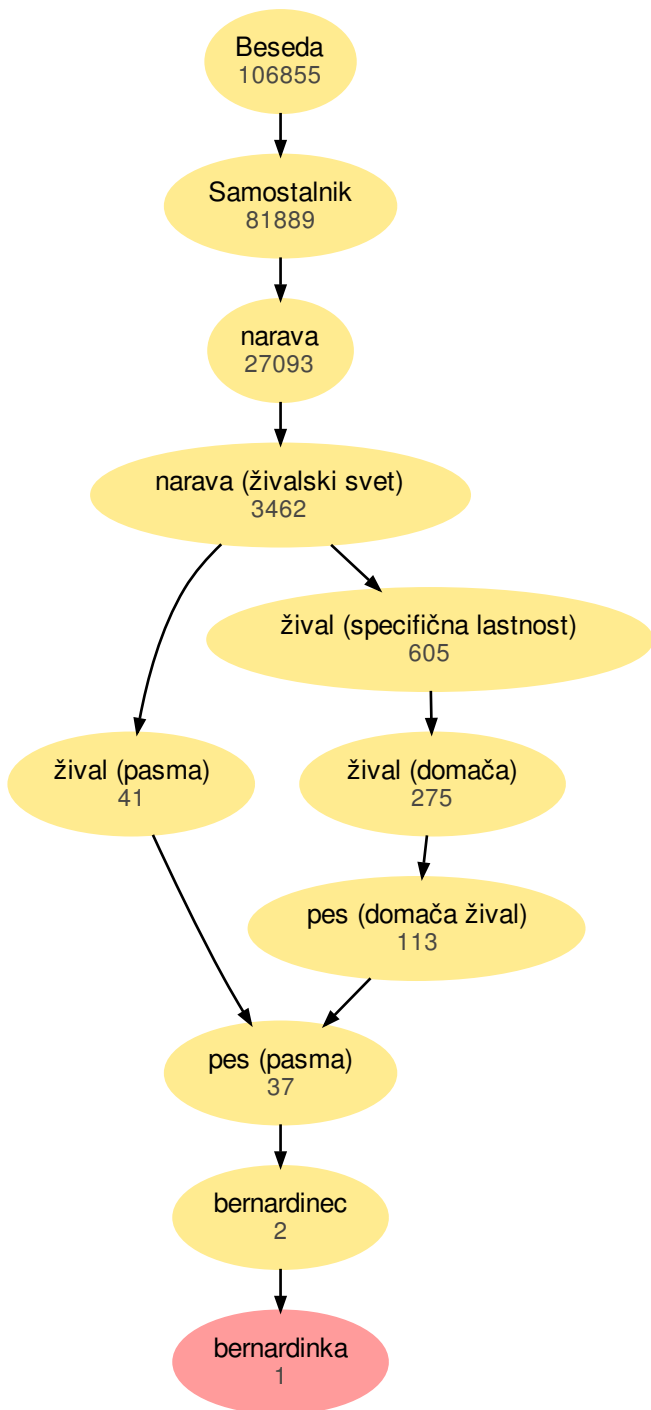 Beseda
106855
Samostalnik
81889
narava
27093
narava (živalski svet)
3462
žival (specifična lastnost)
605
žival (pasma)
41
žival (domača)
275
pes (domača žival)
113
pes (pasma)
37
bernardinec
2
bernardinka
1